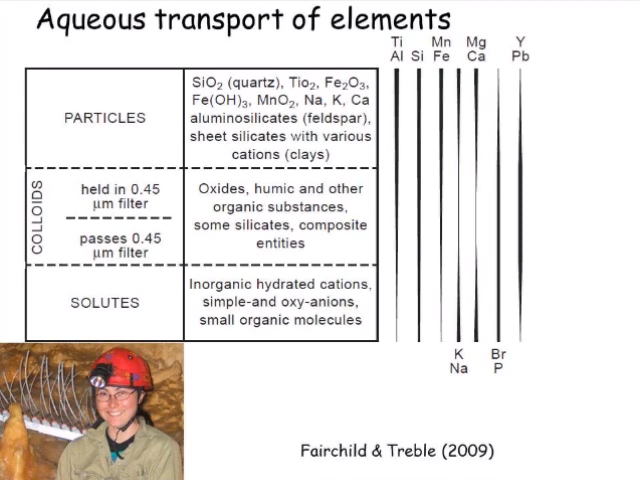 Aqueous transport of elements
Ti Mn Mg Y
Al Si Fe Ca Pb
PARTICLES
SiO₂ (quartz), Tio₂, Fe₂O₃,
Fe(OH)₃, MnO₂, Na, K, Ca
aluminosilicates (feldspar),
sheet silicates with various
cations (clays)
COLLOIDS
held in 0.45
µm filter
passes 0.45
µm filter
Oxides, humic and other
organic substances,
some silicates, composite
entities
SOLUTES
Inorganic hydrated cations,
simple-and oxy-anions,
small organic molecules
K Br
Na P
Fairchild & Treble (2009)